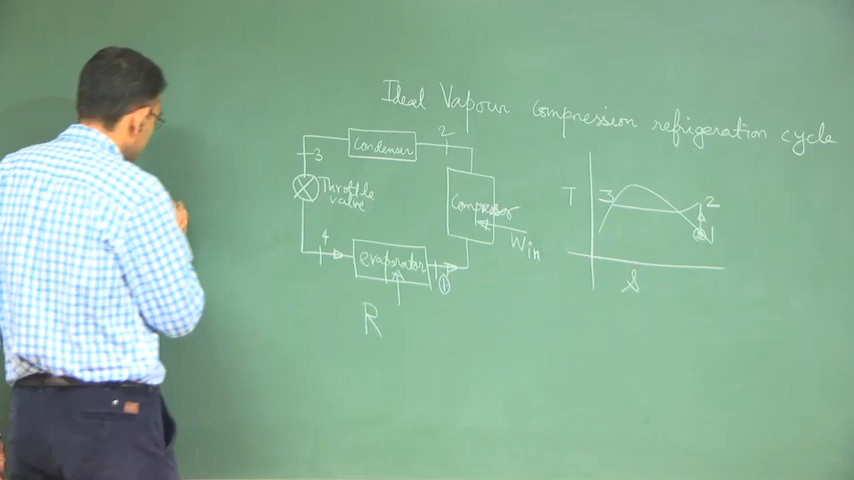 Ideal Vapour compression refrigeration cycle
2
Condenser
3
Throttle
valve
Compressor
Win
4
evaporator
1
R
T
3
2
1
s